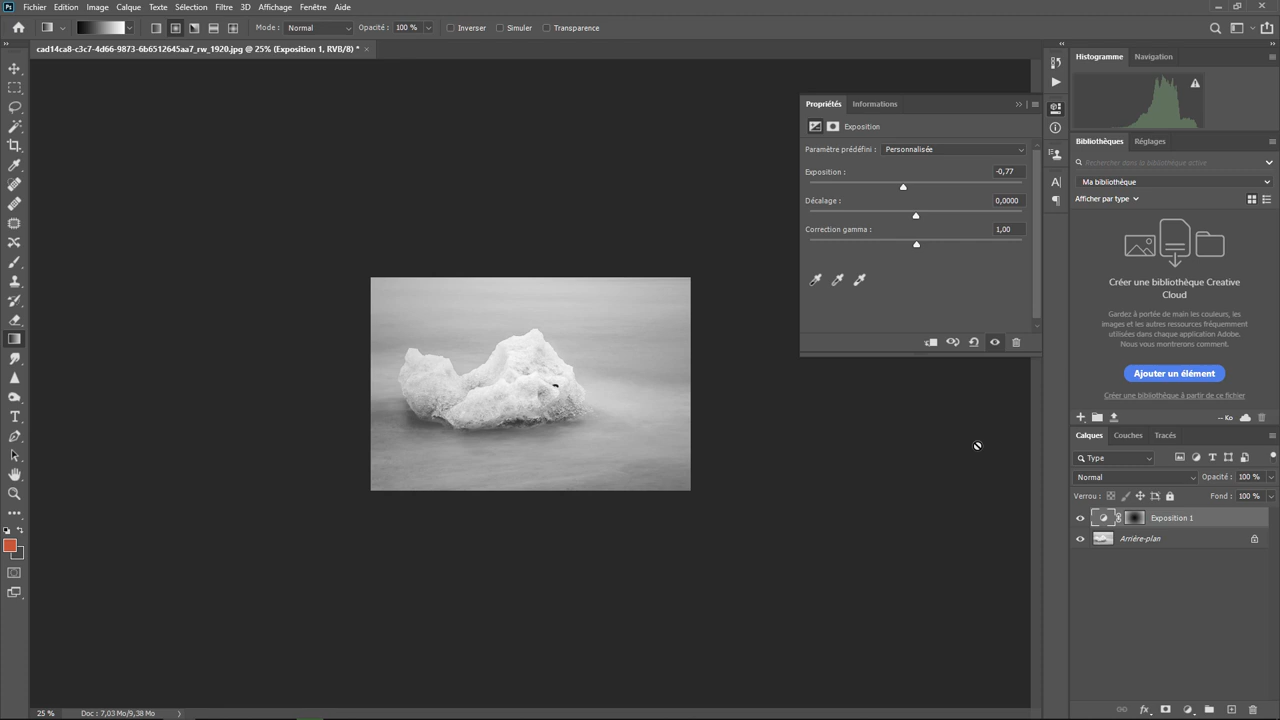 Ps Fichier Edition Image Calque Texte Sélection Filtre 3D Affichage Fenêtre Aide
Mode : Normal Opacité : 100 % Inverser Simuler Transparence
cad14ca8-c3c7-4d66-9873-6b6512645aa7_rw_1920.jpg @ 25% (Exposition 1, RVB/8) *
Histogramme Navigation
Propriétés Informations
Exposition
Paramètre prédéfini : Personnalisée
Exposition : -0,77
Décalage : 0,0000
Correction gamma : 1,00
Bibliothèques Réglages
Rechercher dans la bibliothèque active
Ma bibliothèque
Afficher par type
Créer une bibliothèque Creative
Cloud
Gardez à portée de main les couleurs, les
images et les autres ressources fréquemment
utilisées dans chaque application Adobe.
Nous vous montrerons comment.
Ajouter un élément
Créer une bibliothèque à partir de ce fichier
-- Ko
Calques Couches Tracés
Type
Normal Opacité : 100 %
Verrou : Fond : 100 %
Exposition 1
Arrière-plan
fx
25 % Doc : 7,03 Mo/9,38 Mo